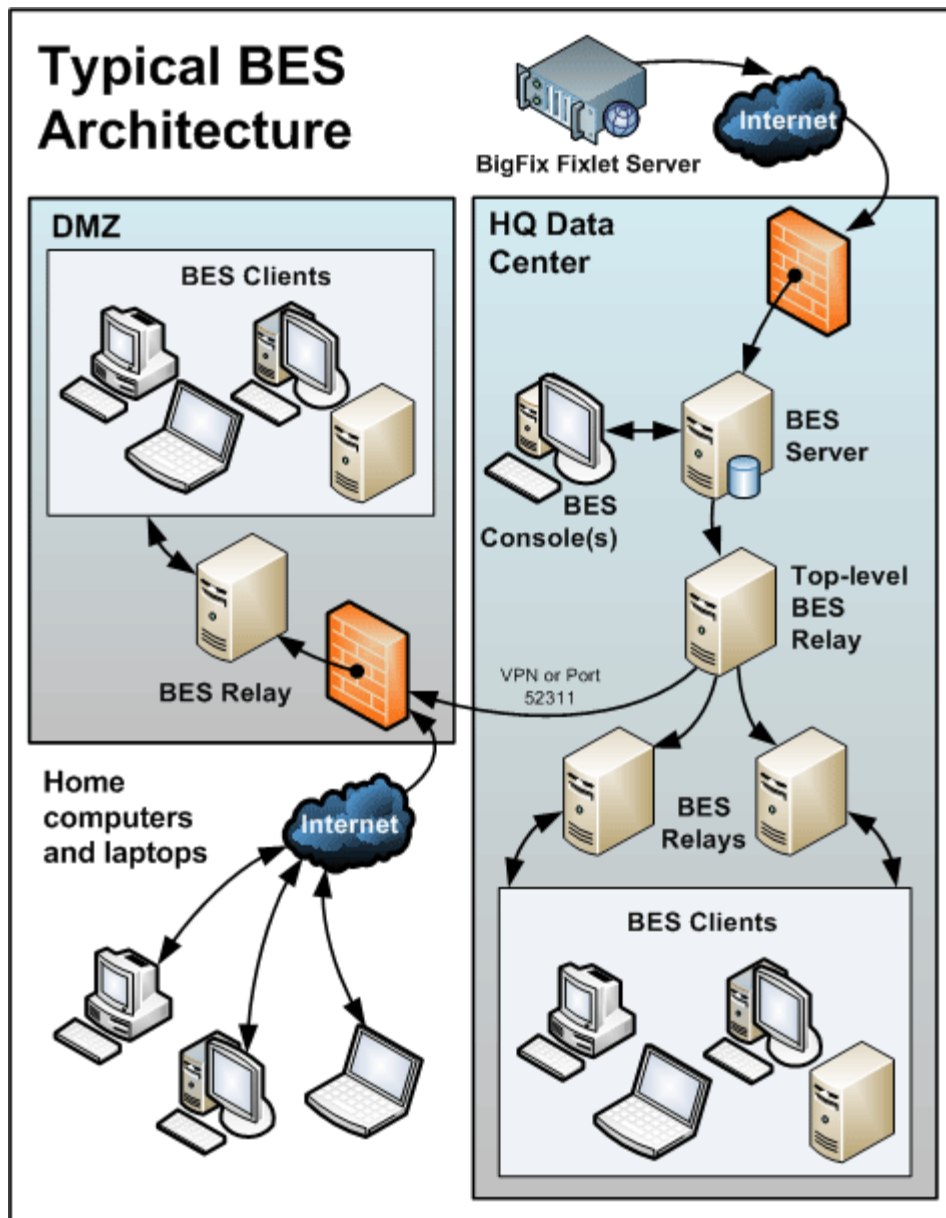 Typical BES
Architecture
BigFix Fixlet Server
Internet
DMZ
BES Clients
BES Relay
HQ Data
Center
BES
Server
BES
Console(s)
Top-level
BES
Relay
VPN or Port
52311
BES
Relays
BES Clients
Home
computers
and laptops
Internet